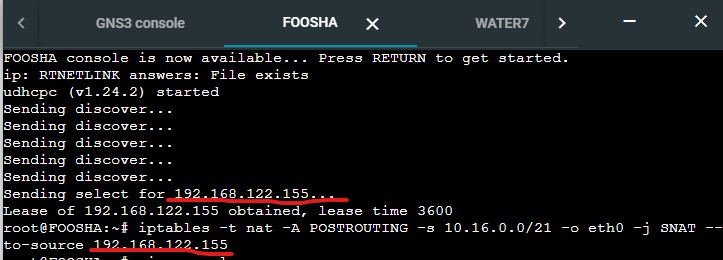 GNS3 console
FOOSHA
WATER7
FOOSHA console is now available... Press RETURN to get started.
ip: RTNETLINK answers: File exists
udhcpc (v1.24.2) started
Sending discover...
Sending discover...
Sending discover...
Sending discover...
Sending discover...
Sending select for 192.168.122.155...
Lease of 192.168.122.155 obtained, lease time 3600
root@FOOSHA:~# iptables -t nat -A POSTROUTING -s 10.16.0.0/21 -o eth0 -j SNAT --
to-source 192.168.122.155